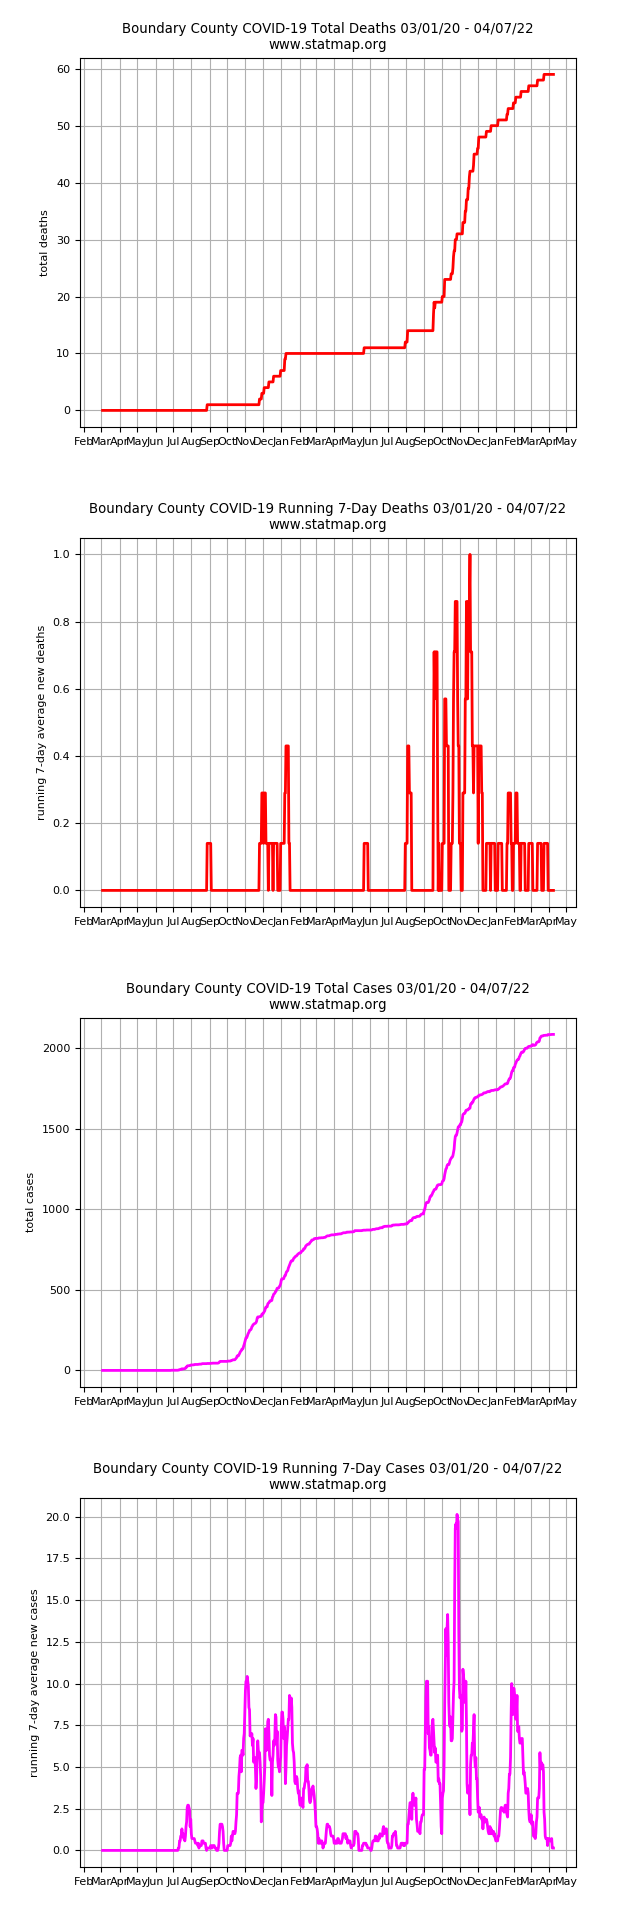 Boundary County COVID-19 Total Deaths 03/01/20 - 04/07/22
www.statmap.org
60
50
40
30
20
10
0
total deaths
Feb Mar Apr May Jun Jul Aug Sep Oct Nov Dec Jan Feb Mar Apr May Jun Jul Aug Sep Oct Nov Dec Jan Feb Mar Apr May
Boundary County COVID-19 Running 7-Day Deaths 03/01/20 - 04/07/22
www.statmap.org
1.0
0.8
0.6
0.4
0.2
0.0
running 7-day average new deaths
Feb Mar Apr May Jun Jul Aug Sep Oct Nov Dec Jan Feb Mar Apr May Jun Jul Aug Sep Oct Nov Dec Jan Feb Mar Apr May
Boundary County COVID-19 Total Cases 03/01/20 - 04/07/22
www.statmap.org
2000
1500
1000
500
0
total cases
Feb Mar Apr May Jun Jul Aug Sep Oct Nov Dec Jan Feb Mar Apr May Jun Jul Aug Sep Oct Nov Dec Jan Feb Mar Apr May
Boundary County COVID-19 Running 7-Day Cases 03/01/20 - 04/07/22
www.statmap.org
20.0
17.5
15.0
12.5
10.0
7.5
5.0
2.5
0.0
running 7-day average new cases
Feb Mar Apr May Jun Jul Aug Sep Oct Nov Dec Jan Feb Mar Apr May Jun Jul Aug Sep Oct Nov Dec Jan Feb Mar Apr May